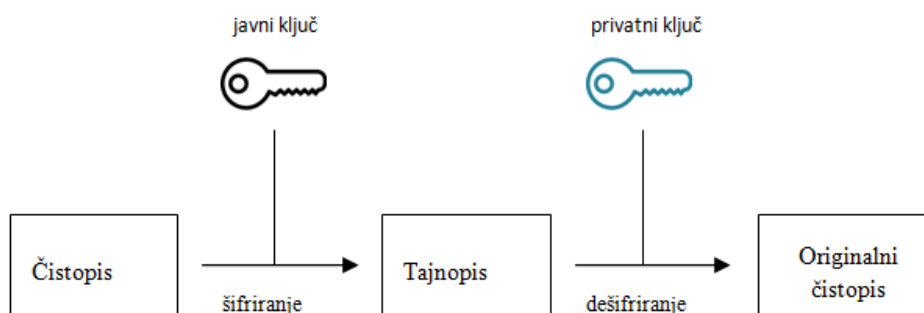 javni ključ
privatni ključ
Čistopis
Tajnopis
Originalni
čistopis
šifriranje
dešifriranje